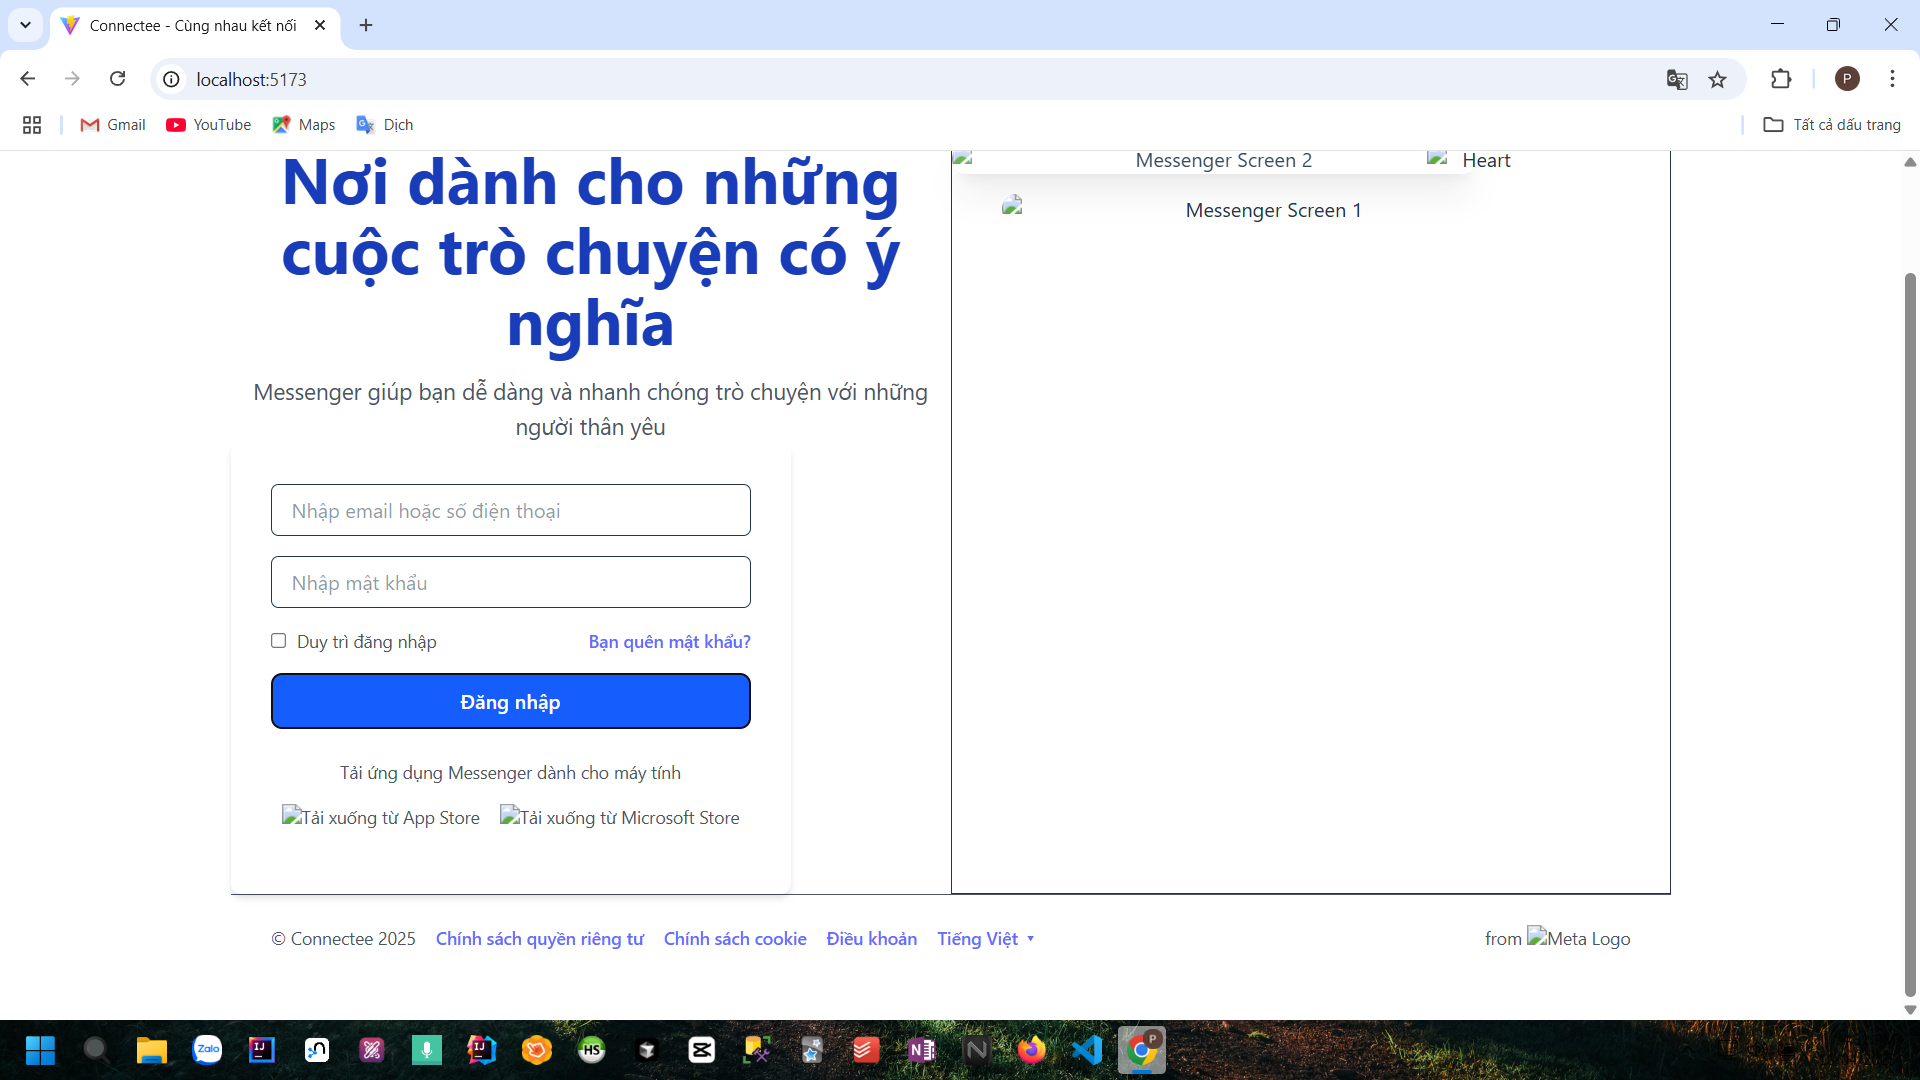 Connectee - Cùng nhau kết nối
localhost:5173
P
Gmail
YouTube
Maps
Dịch
Tất cả dấu trang
Nơi dành cho những
cuộc trò chuyện có ý
nghĩa
Messenger giúp bạn dễ dàng và nhanh chóng trò chuyện với những
người thân yêu
Nhập email hoặc số điện thoại
Nhập mật khẩu
Duy trì đăng nhập
Bạn quên mật khẩu?
Đăng nhập
Tải ứng dụng Messenger dành cho máy tính
Tải xuống từ App Store
Tải xuống từ Microsoft Store
Messenger Screen 2
Heart
Messenger Screen 1
© Connectee 2025
Chính sách quyền riêng tư
Chính sách cookie
Điều khoản
Tiếng Việt
from Meta Logo
Zalo
IJ
IJ
HS
N
N
P